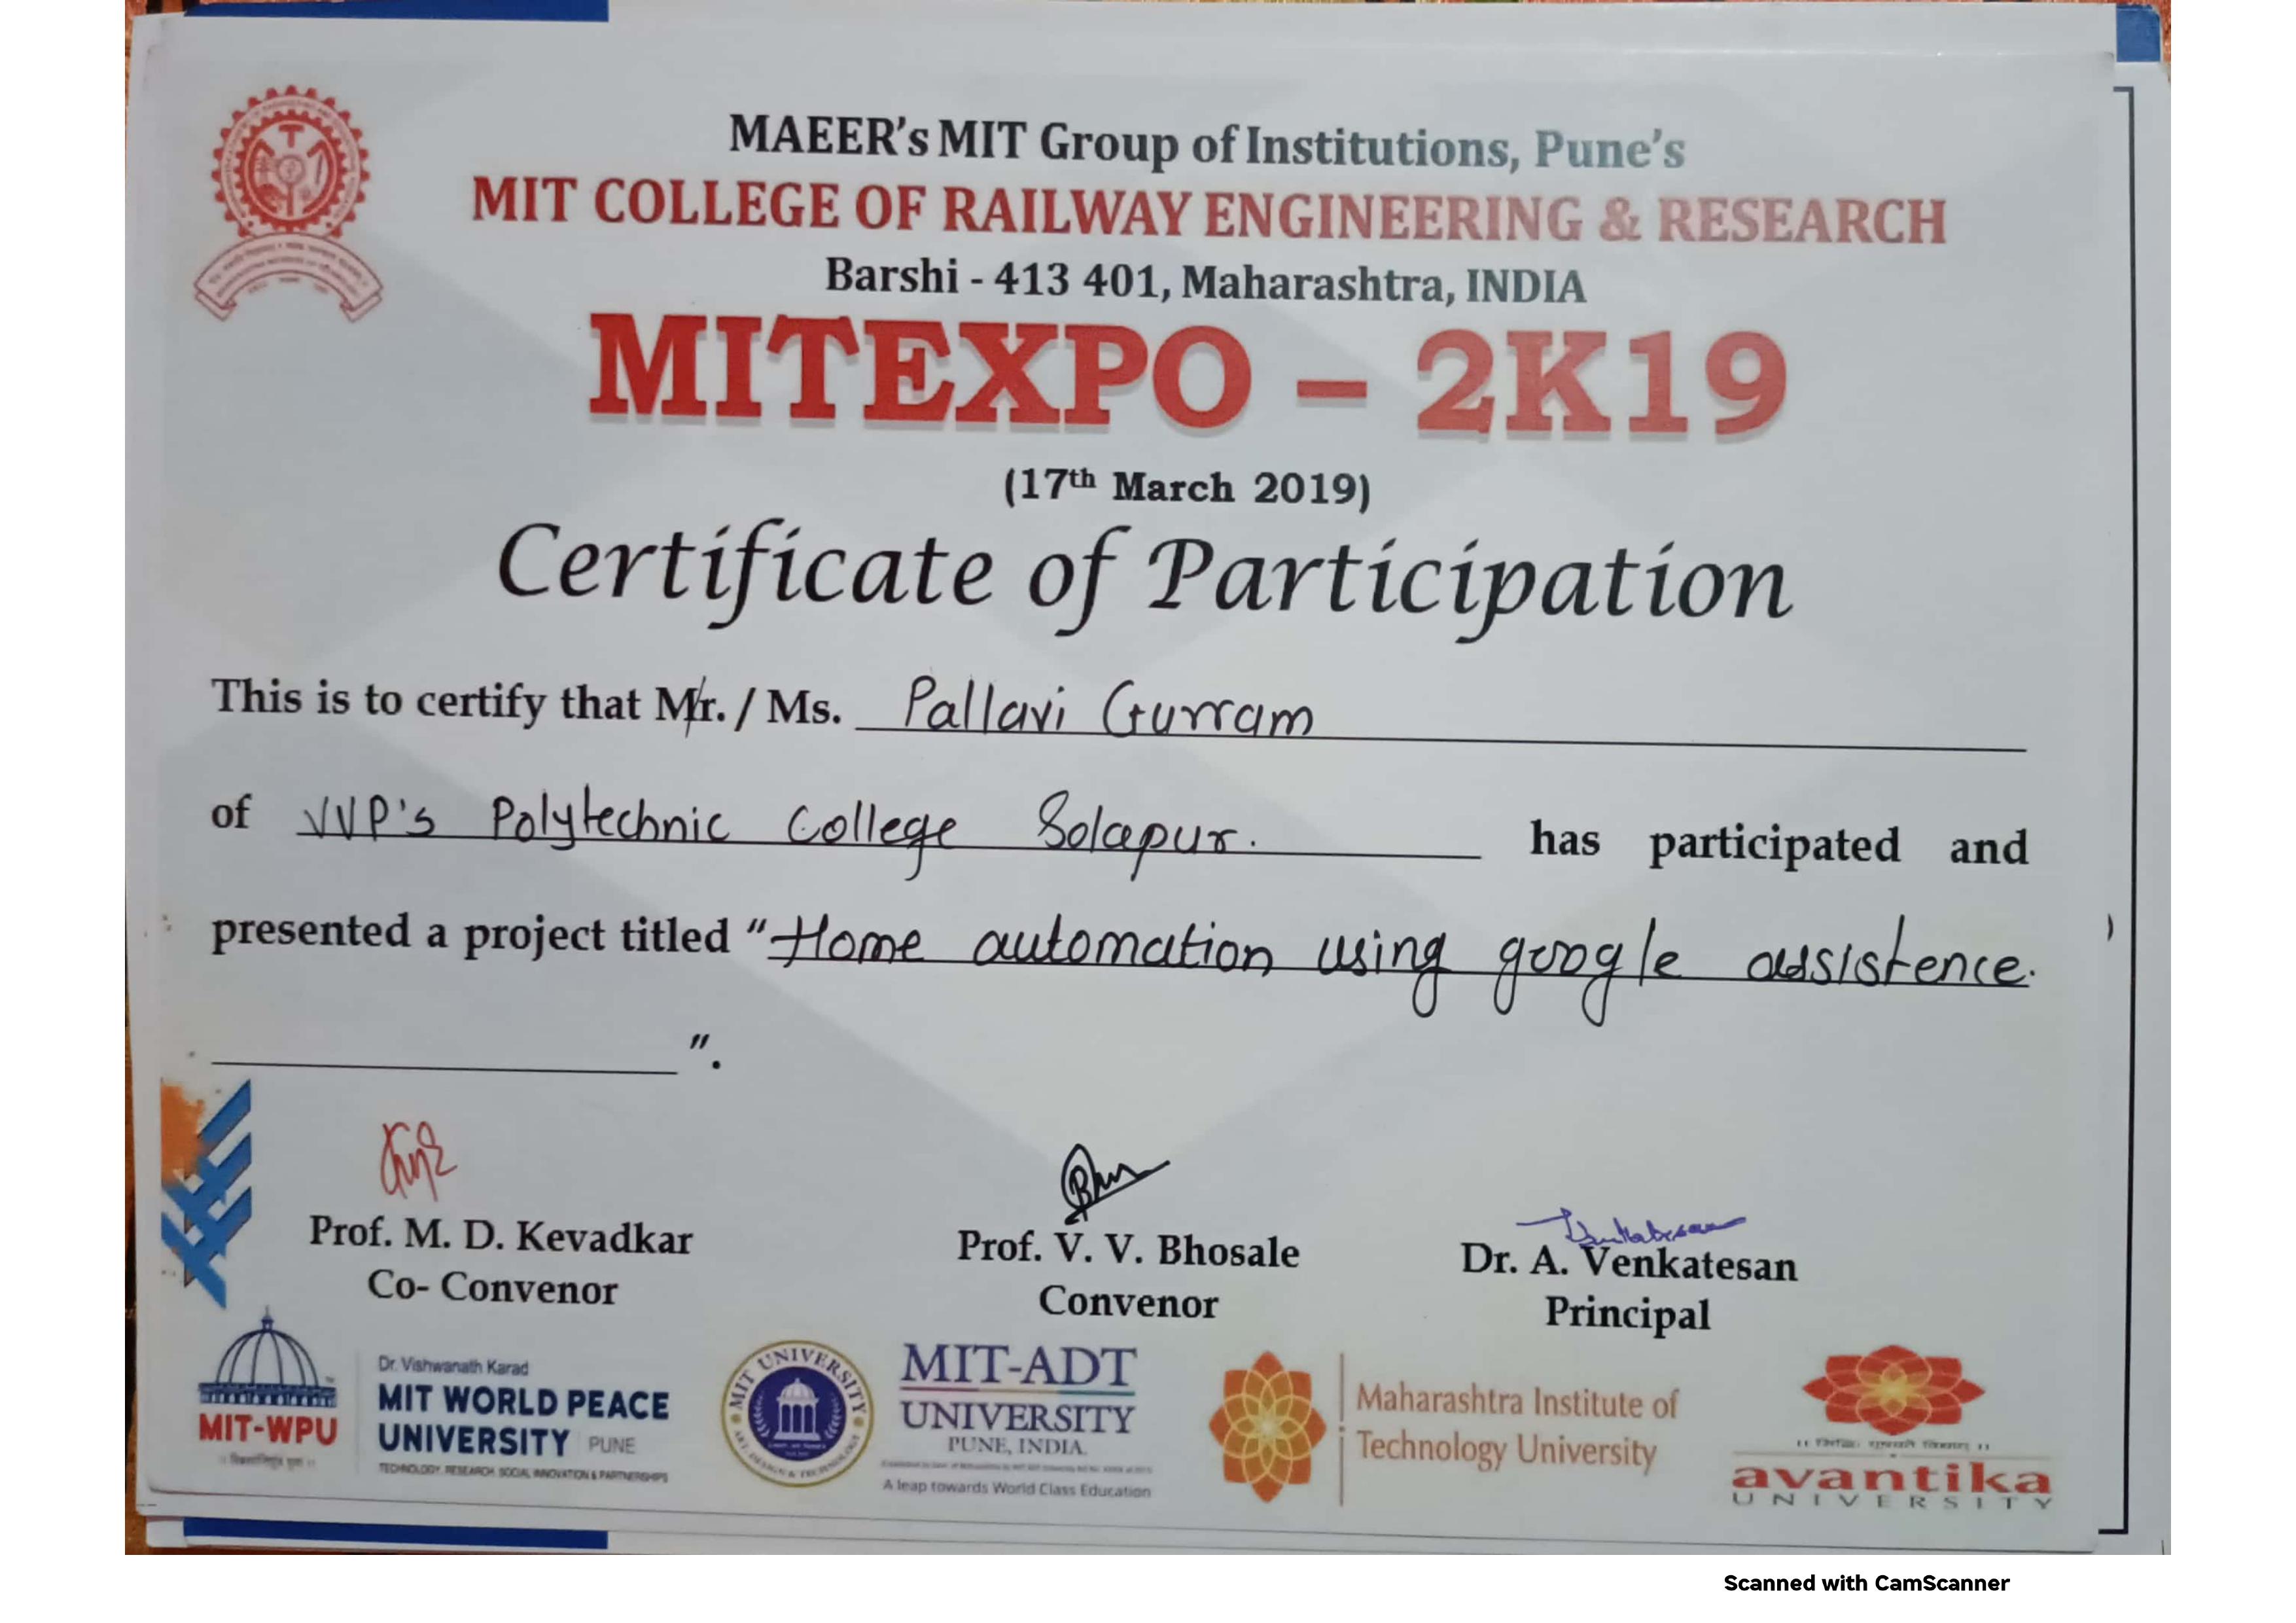 MAEER's MIT Group of Institutions, Pune's
MIT COLLEGE OF RAILWAY ENGINEERING & RESEARCH
Barshi - 413 401, Maharashtra, INDIA
MITEXPO – 2K19
(17th March 2019)
Certificate of Participation
This is to certify that Mr. / Ms. Pallavi Gurram
of VVP's Polytechnic College Solapur. has participated and
presented a project titled "Home automation using google assistence.
".
Prof. M. D. Kevadkar
Co- Convenor
Prof. V. V. Bhosale
Convenor
Dr. A. Venkatesan
Principal
MIT-WPU
Dr. Vishwanath Karad
MIT WORLD PEACE
UNIVERSITY PUNE
TECHNOLOGY, RESEARCH, SOCIAL INNOVATION & PARTNERSHIPS
MIT UNIVERSITY
ART, DESIGN & TECHNOLOGY
MIT-ADT
UNIVERSITY
PUNE, INDIA.
A leap towards World Class Education
Maharashtra Institute of
Technology University
avantika
UNIVERSITY
Scanned with CamScanner